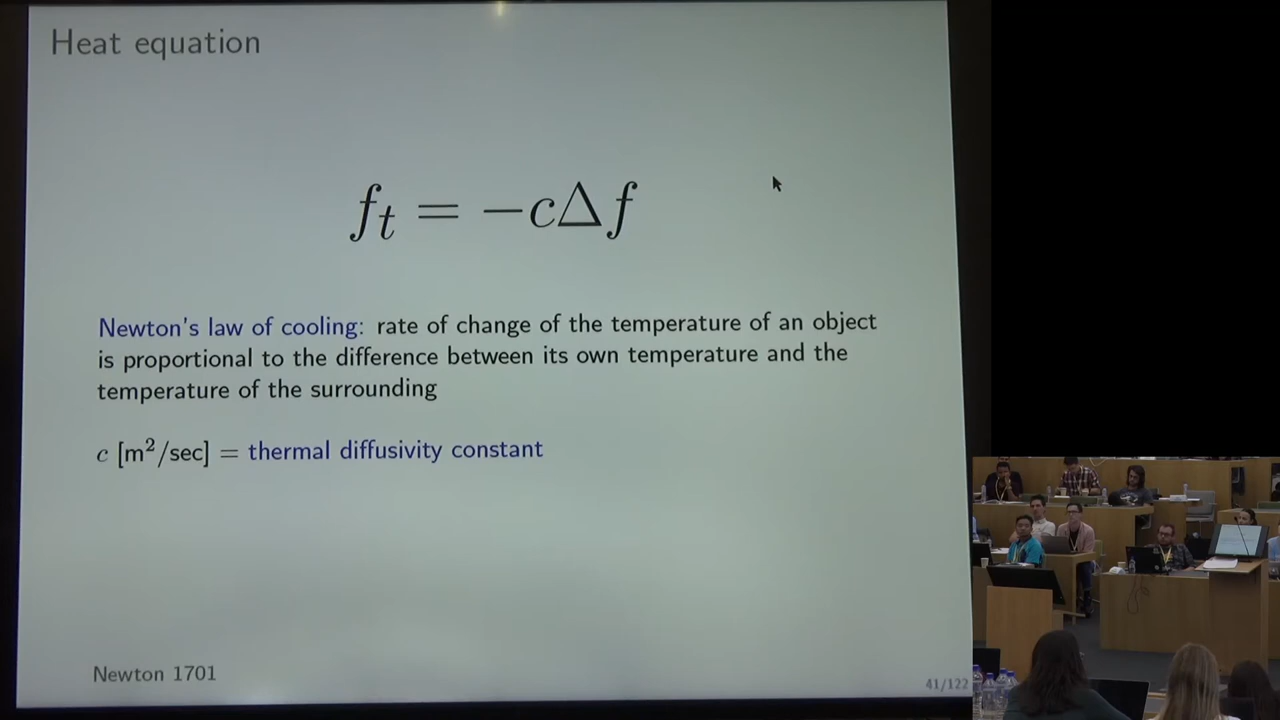 Heat equation
f_t = −cΔf
Newton's law of cooling: rate of change of the temperature of an object
is proportional to the difference between its own temperature and the
temperature of the surrounding
c [m²/sec] = thermal diffusivity constant
Newton 1701
41/122